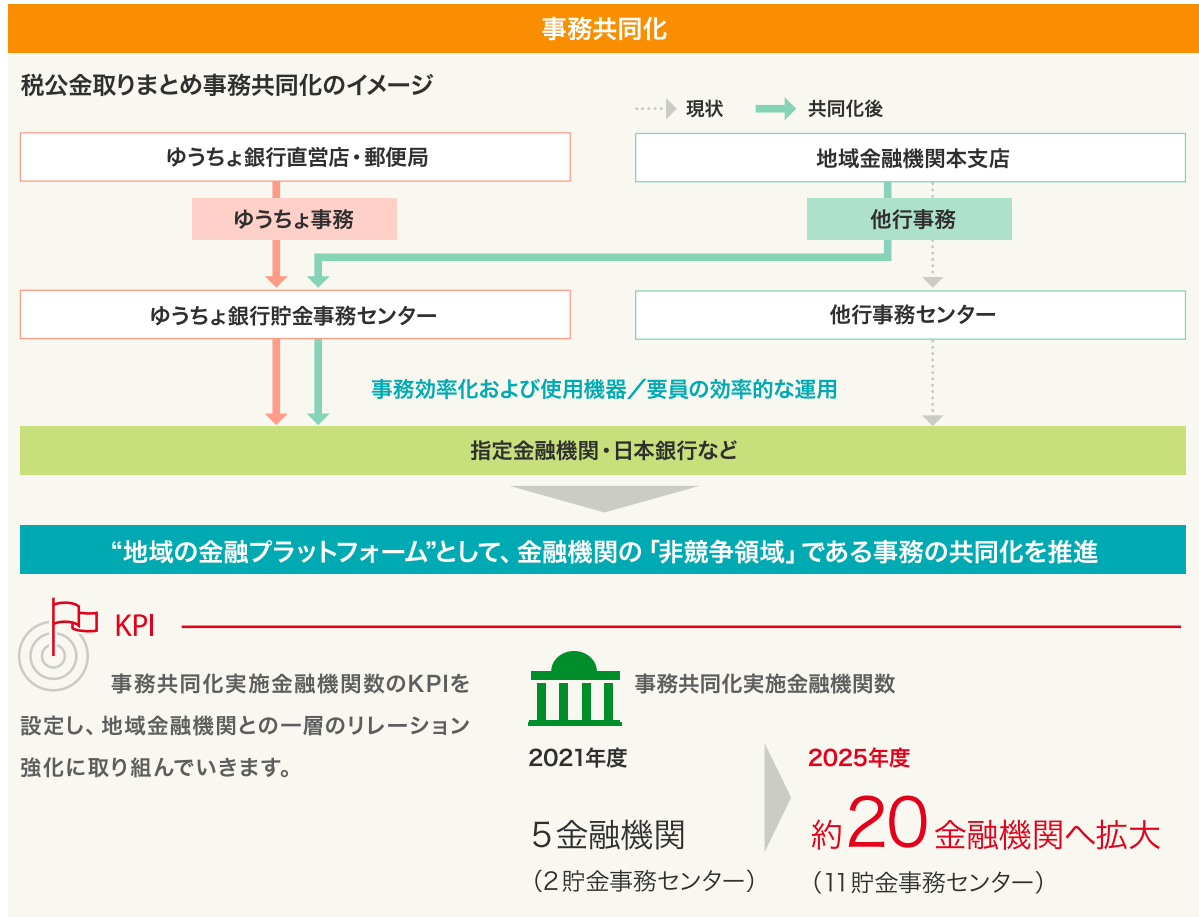 事務共同化
税公金取りまとめ事務共同化のイメージ
現状
共同化後
ゆうちょ銀行直営店・郵便局
地域金融機関本支店
ゆうちょ事務
他行事務
ゆうちょ銀行貯金事務センター
他行事務センター
事務効率化および使用機器／要員の効率的な運用
指定金融機関・日本銀行など
“地域の金融プラットフォーム”として、金融機関の「非競争領域」である事務の共同化を推進
KPI
事務共同化実施金融機関数のKPIを
設定し、地域金融機関との一層のリレーション
強化に取り組んでいきます。
事務共同化実施金融機関数
2021年度
5金融機関
（2貯金事務センター）
2025年度
約20金融機関へ拡大
（11貯金事務センター）